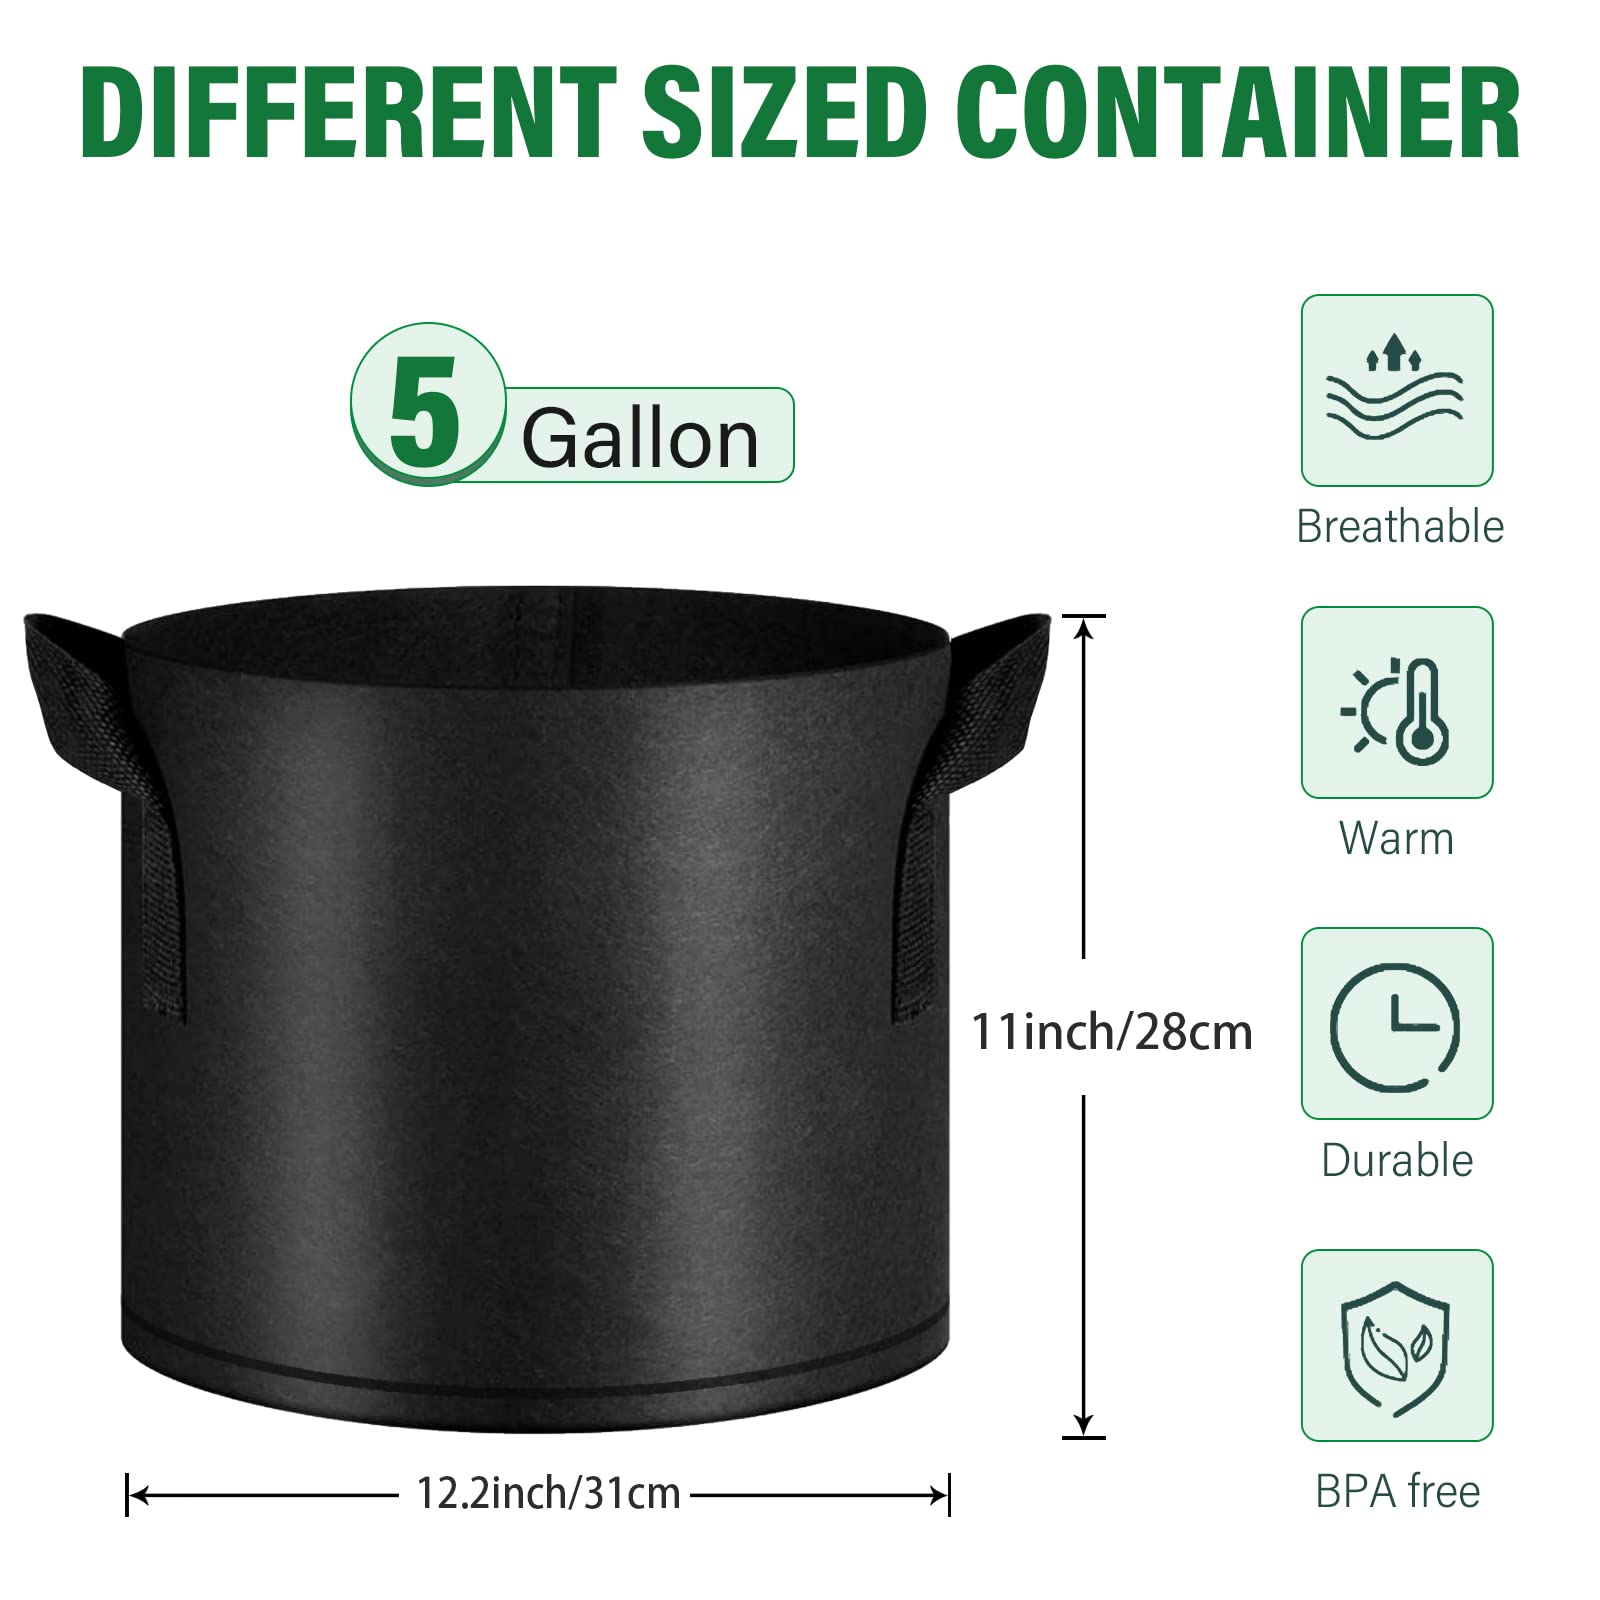 DIFFERENT SIZED CONTAINER
5 Gallon
Breathable
Warm
11inch/28cm
Durable
BPA free
12.2inch/31cm